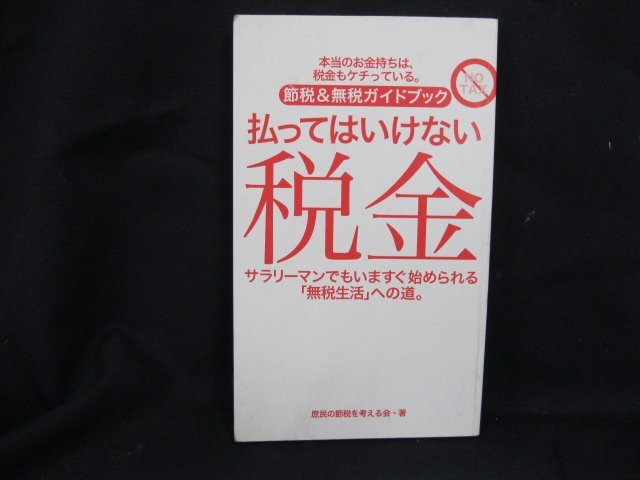 本当のお金持ちは、
税金もケチっている。
節税&無税ガイドブック
NO
TAX
払ってはいけない
税金
サラリーマンでもいますぐ始められる
「無税生活」への道。
庶民の節税を考える会・著